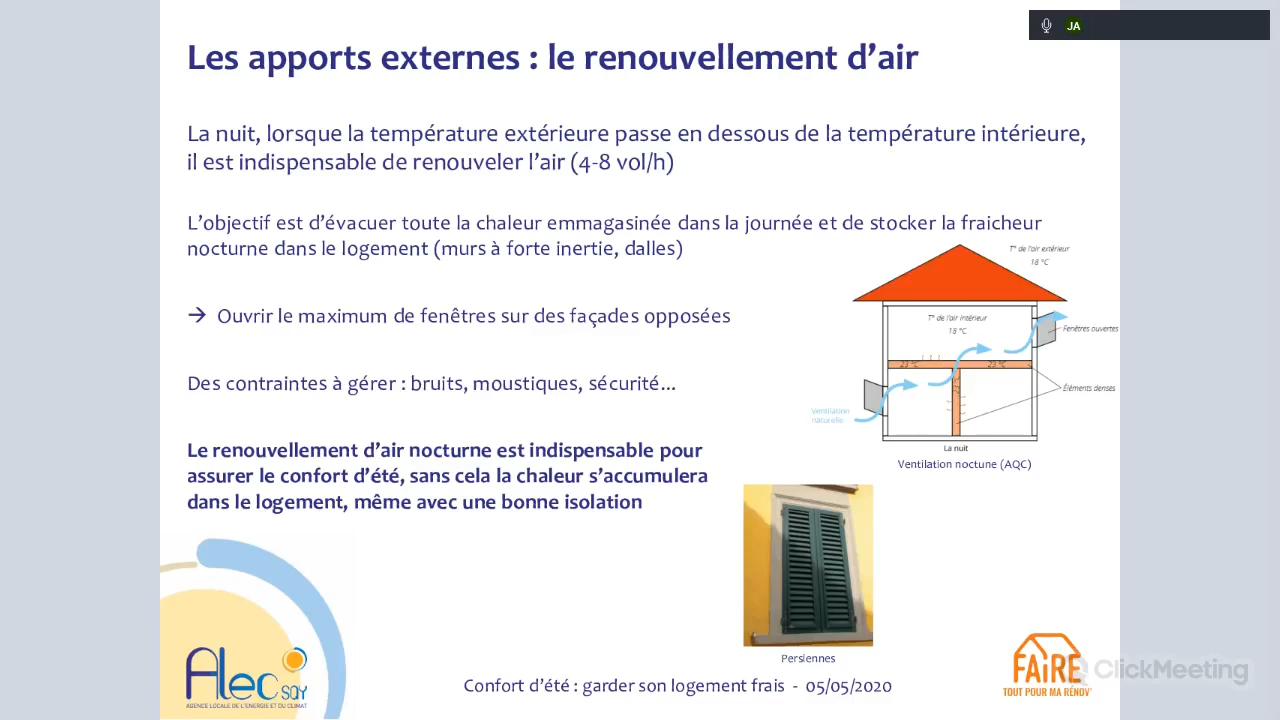 JA
Les apports externes : le renouvellement d’air
La nuit, lorsque la température extérieure passe en dessous de la température intérieure,
il est indispensable de renouveler l’air (4-8 vol/h)
L’objectif est d’évacuer toute la chaleur emmagasinée dans la journée et de stocker la fraicheur
nocturne dans le logement (murs à forte inertie, dalles)
T° de l'air extérieur
18 °C
→ Ouvrir le maximum de fenêtres sur des façades opposées
T° de l'air intérieur
18 °C
Fenêtres ouvertes
23 °C
23 °C
Des contraintes à gérer : bruits, moustiques, sécurité...
Éléments denses
Ventilation
naturelle
La nuit
Ventilation noctune (AQC)
Le renouvellement d’air nocturne est indispensable pour
assurer le confort d’été, sans cela la chaleur s’accumulera
dans le logement, même avec une bonne isolation
Persiennes
Alec SQY
AGENCE LOCALE DE L'ENERGIE ET DU CLIMAT
Confort d’été : garder son logement frais - 05/05/2020
FAiRE
TOUT POUR MA RÉNOV'
ClickMeeting